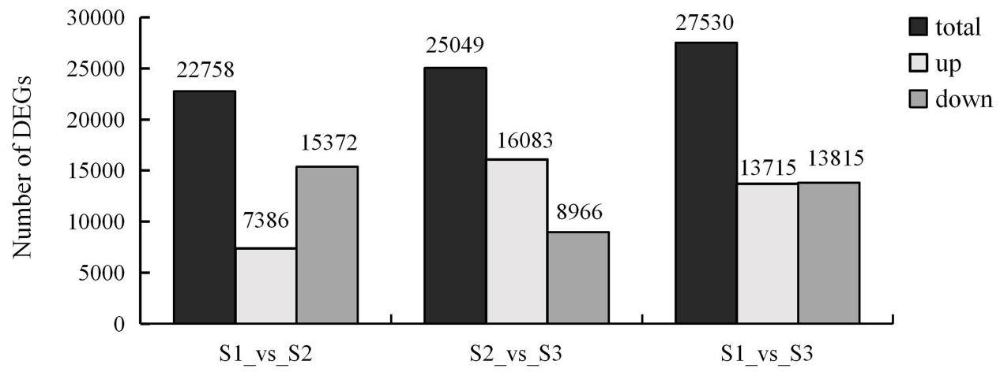 Number of DEGs
30000
25000
20000
15000
10000
5000
0
22758
7386
15372
25049
16083
8966
27530
13715
13815
S1_vs_S2
S2_vs_S3
S1_vs_S3
total
up
down